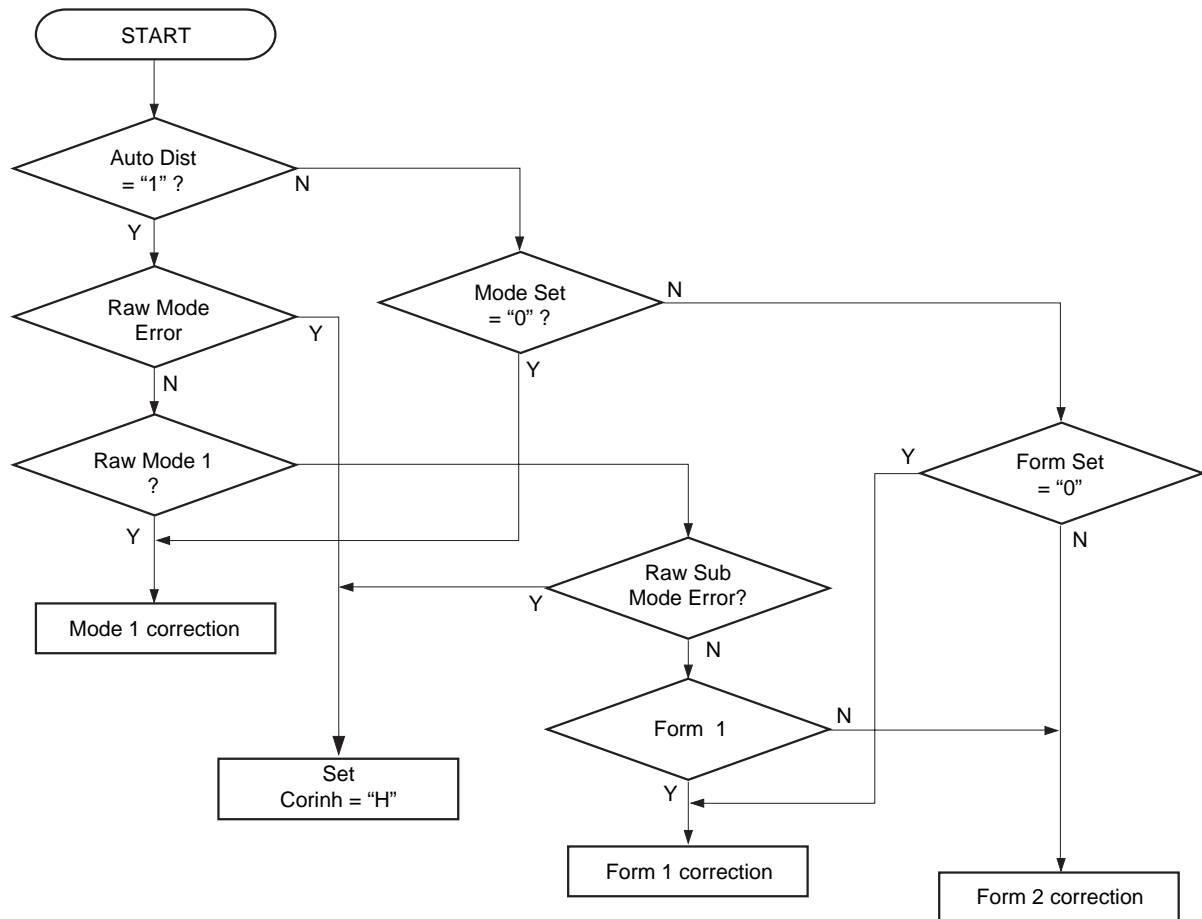 START
Auto Dist
= “1” ?
N
Y
Mode Set
= “0” ?
N
Y
Raw Mode
Error
Y
N
Raw Mode 1
?
Y
Form Set
= “0”
Y
N
Raw Sub
Mode Error?
Y
N
Mode 1 correction
Form 1
N
Y
Set
Corinh = “H”
Form 1 correction
Form 2 correction